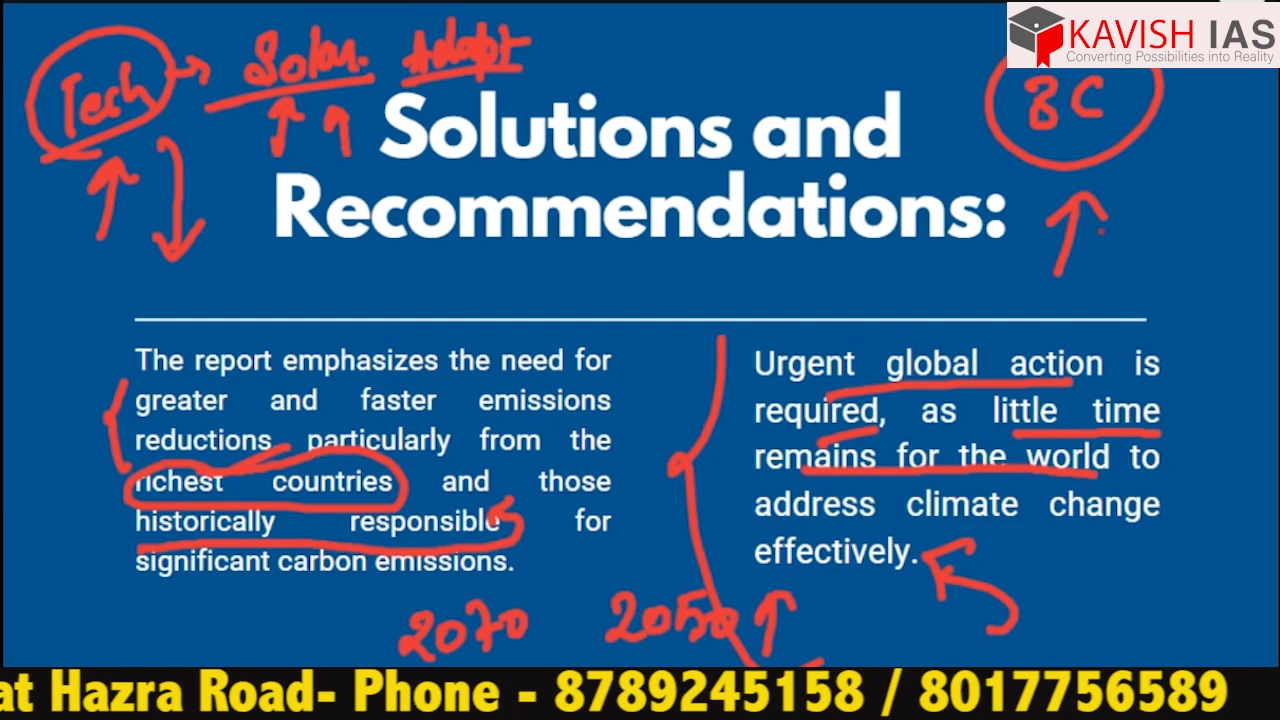 KAVISH IAS
Converting Possibilities into Reality
Tech
Solar
Adapt
BC
Solutions and
Recommendations:
The report emphasizes the need for
greater and faster emissions
reductions particularly from the
richest countries and those
historically responsible for
significant carbon emissions.
Urgent global action is
required, as little time
remains for the world to
address climate change
effectively.
2070
2050
at Hazra Road- Phone - 8789245158 / 8017756589